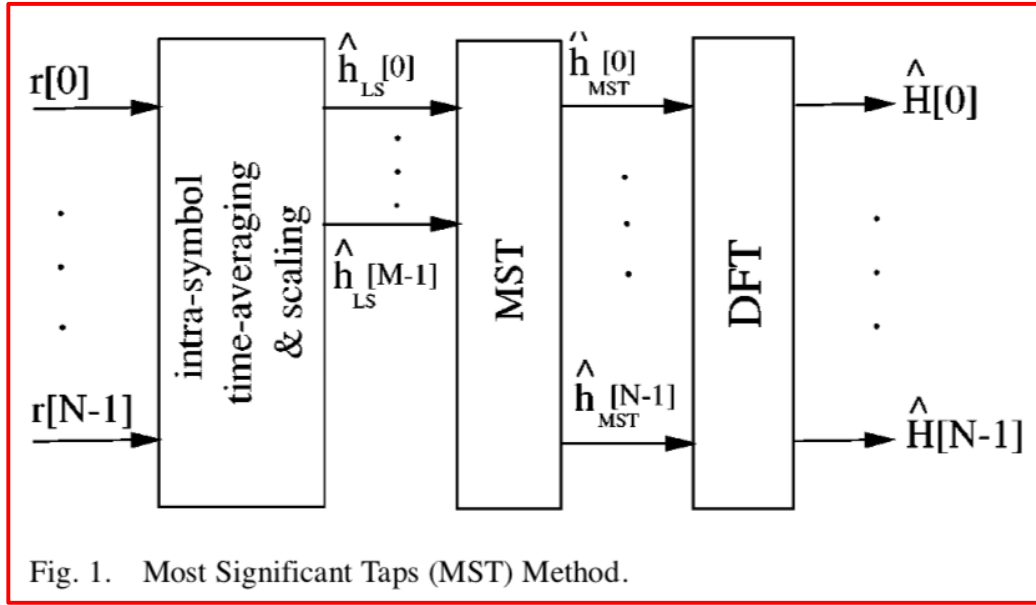 r[0]
r[N-1]
intra-symbol
time-averaging
& scaling
ĥ_LS[0]
ĥ_LS[M-1]
MST
ĥ_MST[0]
ĥ_MST[N-1]
DFT
Ĥ[0]
Ĥ[N-1]
Fig. 1. Most Significant Taps (MST) Method.